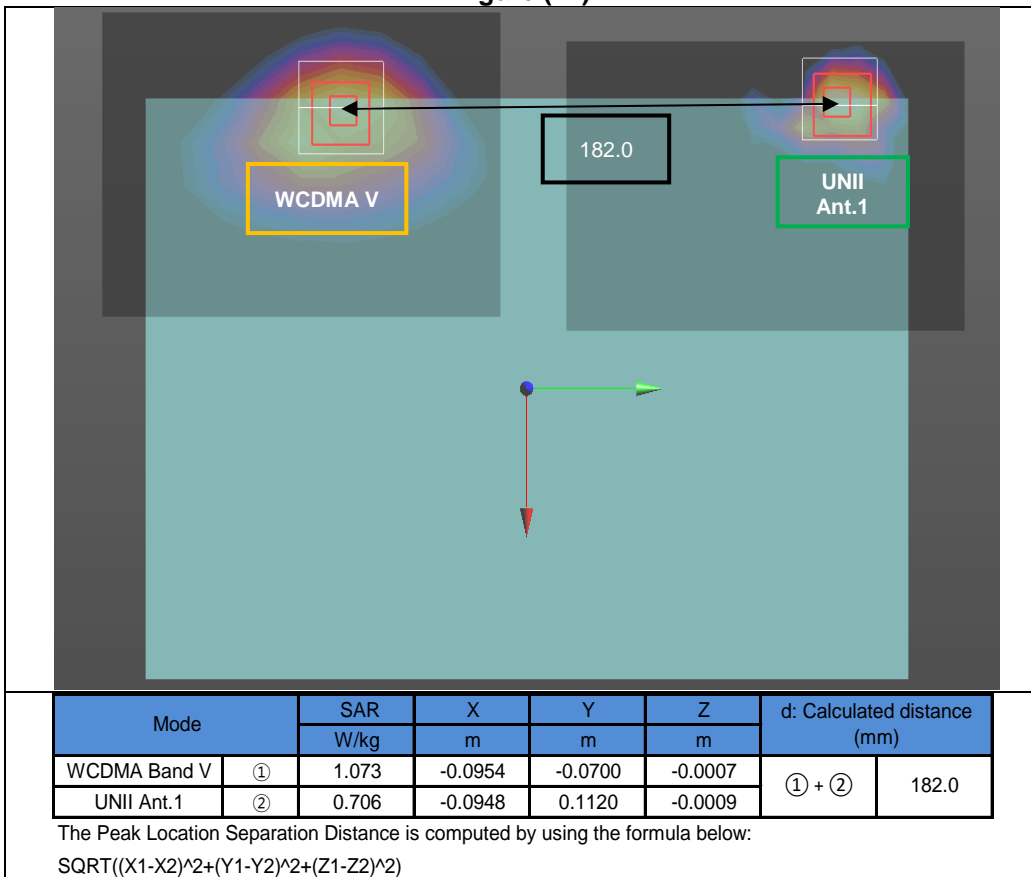 182.0
WCDMA V
UNII
Ant.1
Mode SAR X Y Z d: Calculated distance
W/kg m m m (mm)
WCDMA Band V ① 1.073 -0.0954 -0.0700 -0.0007 ① + ② 182.0
UNII Ant.1 ② 0.706 -0.0948 0.1120 -0.0009
The Peak Location Separation Distance is computed by using the formula below:
SQRT((X1-X2)^2+(Y1-Y2)^2+(Z1-Z2)^2)